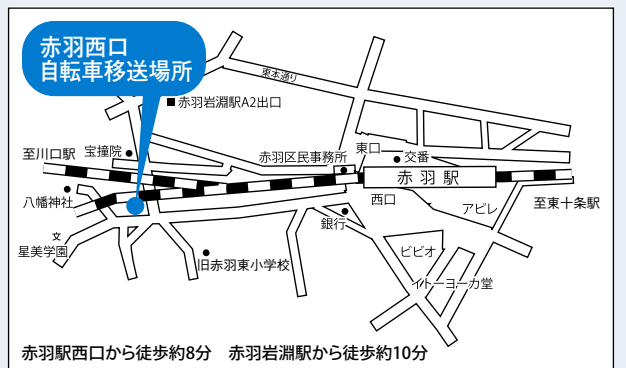 赤羽西口
自転車移送場所
東本通り
■赤羽岩淵駅A2出口
至川口駅
宝撞院
赤羽区民事務所
東口
交番
赤羽駅
八幡神社
西口
アピレ
至東十条駅
銀行
文
星美学園
旧赤羽東小学校
ビビオ
イトーヨーカ堂
赤羽駅西口から徒歩約8分　赤羽岩淵駅から徒歩約10分